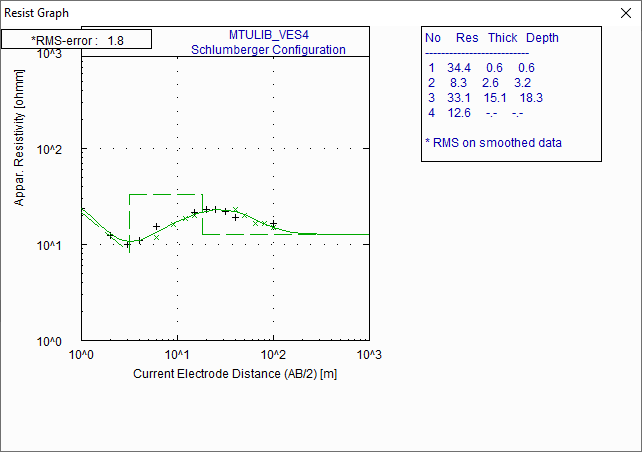 Resist Graph
*RMS-error : 1.8
MTULIB_VES4
Schlumberger Configuration
10^3
10^2
10^1
10^0
Appar. Resistivity [ohmm]
10^0 10^1 10^2 10^3
Current Electrode Distance (AB/2) [m]
No Res Thick Depth
--------------------------
1 34.4 0.6 0.6
2 8.3 2.6 3.2
3 33.1 15.1 18.3
4 12.6 -.- -.-
* RMS on smoothed data